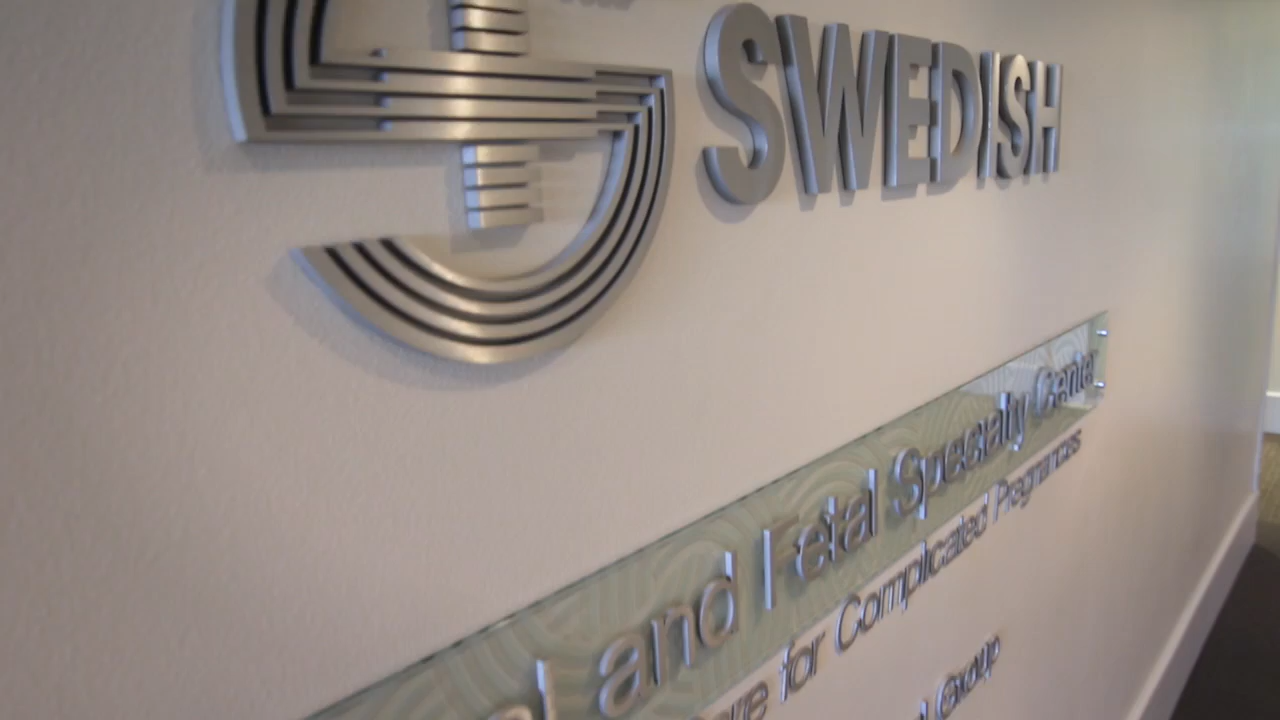 SWEDISH
l and Fetal Specialty Center
for Complicated Pregnancies
Group